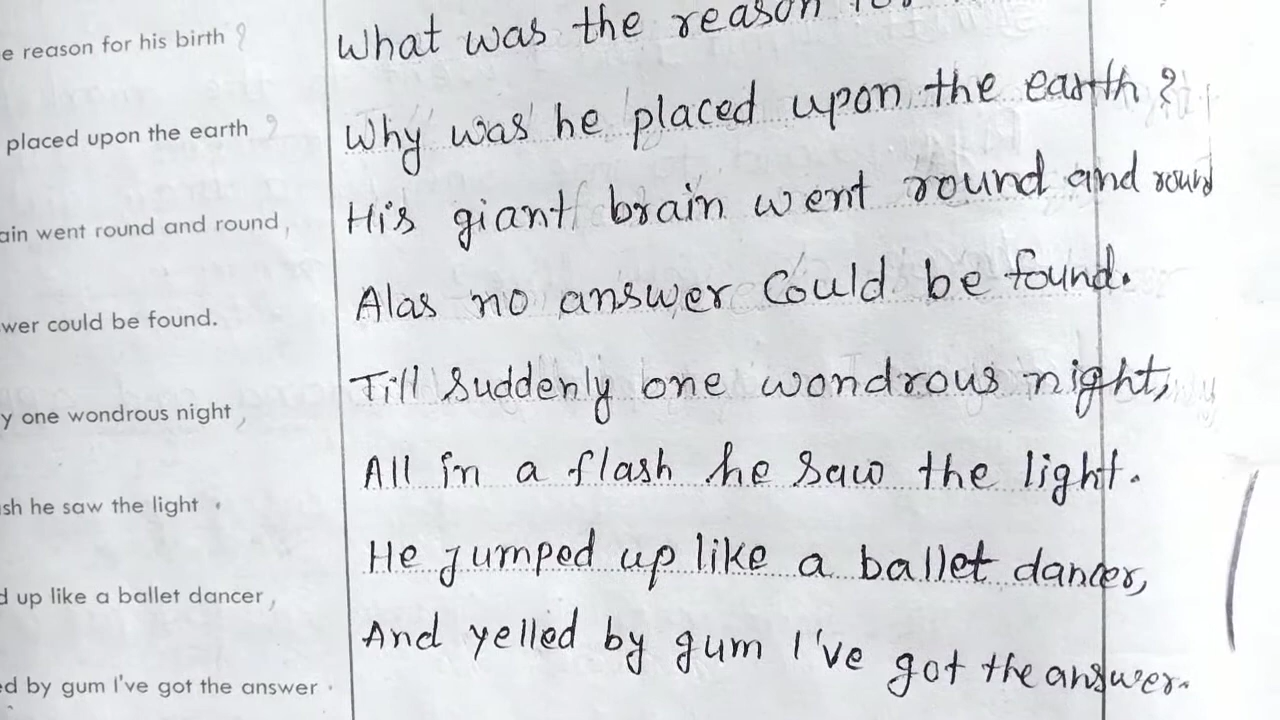 e reason for his birth ?
What was the reason
placed upon the earth ?
Why was he placed upon the earth ?
ain went round and round,
His giant brain went round and round
wer could be found.
Alas no answer Could be found.
y one wondrous night,
Till Suddenly one wondrous night,
sh he saw the light.
All in a flash he Saw the light.
d up like a ballet dancer,
He jumped up like a ballet dancer,
ed by gum I've got the answer.
And yelled by gum I've got the answer.